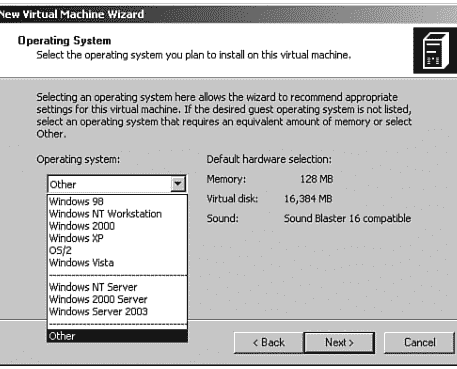 New Virtual Machine Wizard
Operating System
Select the operating system you plan to install on this virtual machine.
Selecting an operating system here allows the wizard to recommend appropriate
settings for this virtual machine. If the desired guest operating system is not listed,
select an operating system that requires an equivalent amount of memory or select
Other.
Operating system:
Other
Windows 98
Windows NT Workstation
Windows 2000
Windows XP
OS/2
Windows Vista
Windows NT Server
Windows 2000 Server
Windows Server 2003
Other
Default hardware selection:
Memory: 128 MB
Virtual disk: 16,384 MB
Sound: Sound Blaster 16 compatible
< Back
Next >
Cancel